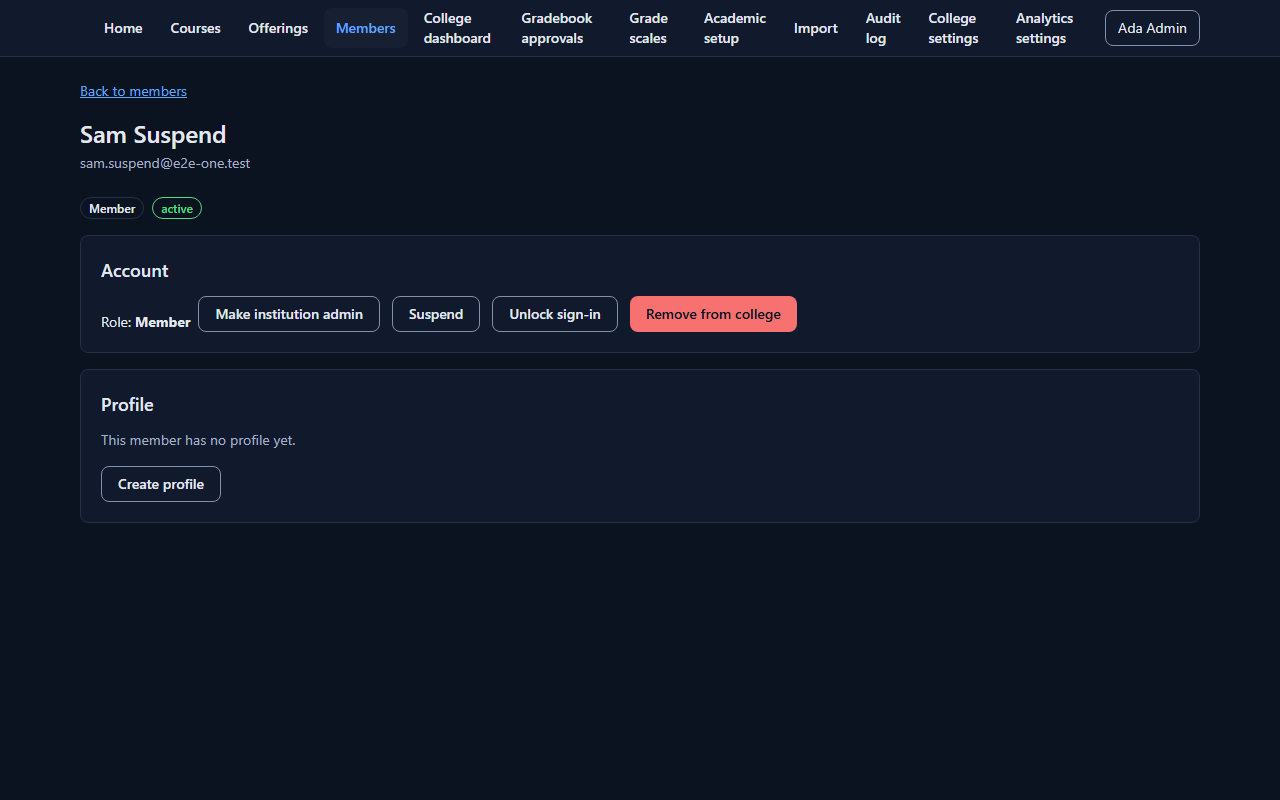 Home
Courses
Offerings
Members
College dashboard
Gradebook approvals
Grade scales
Academic setup
Import
Audit log
College settings
Analytics settings
Ada Admin
Back to members
Sam Suspend
sam.suspend@e2e-one.test
Member active
Account
Role: Member Make institution admin Suspend Unlock sign-in Remove from college
Profile
This member has no profile yet.
Create profile